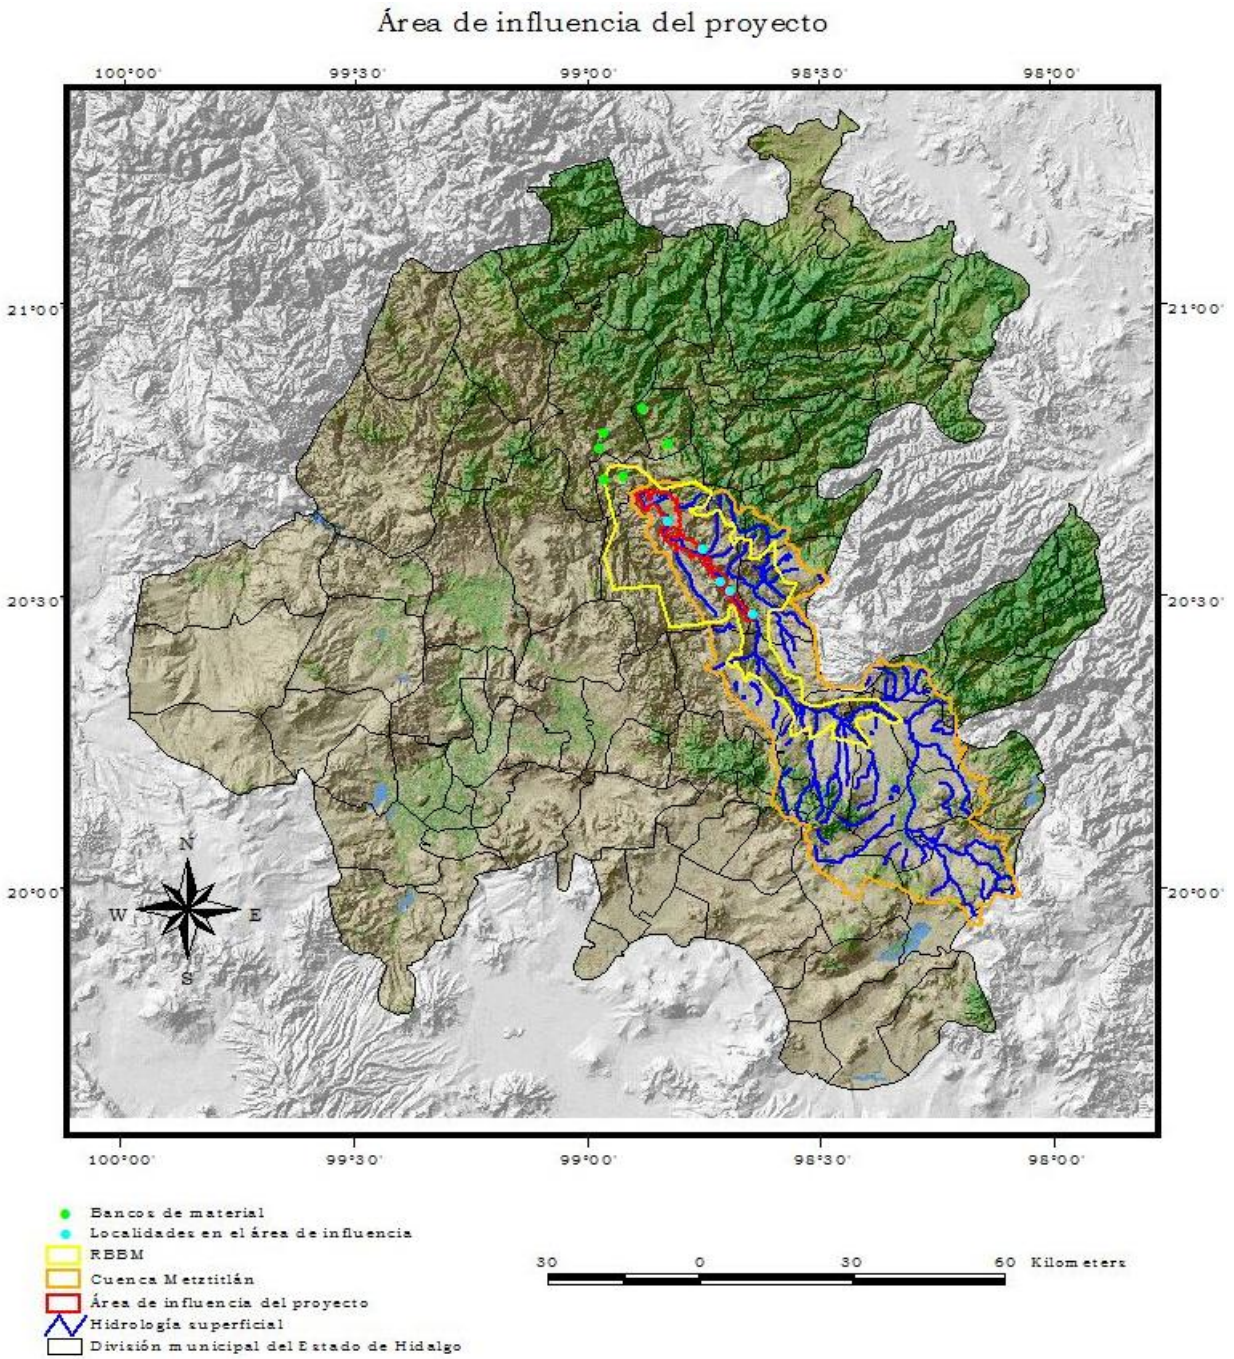 Área de influencia del proyecto
100°00' 99°30' 99°00' 98°30' 98°00'
21°00' 21°00'
20°30' 20°30'
N
20°00' W E 20°00'
S
100°00' 99°30' 99°00' 98°30' 98°00'
Bancos de material
Localidades en el área de influencia
RBBM
30 0 30 60 Kilometers
Cuenca Metztitlán
Área de influencia del proyecto
Hidrología superficial
División municipal del Estado de Hidalgo